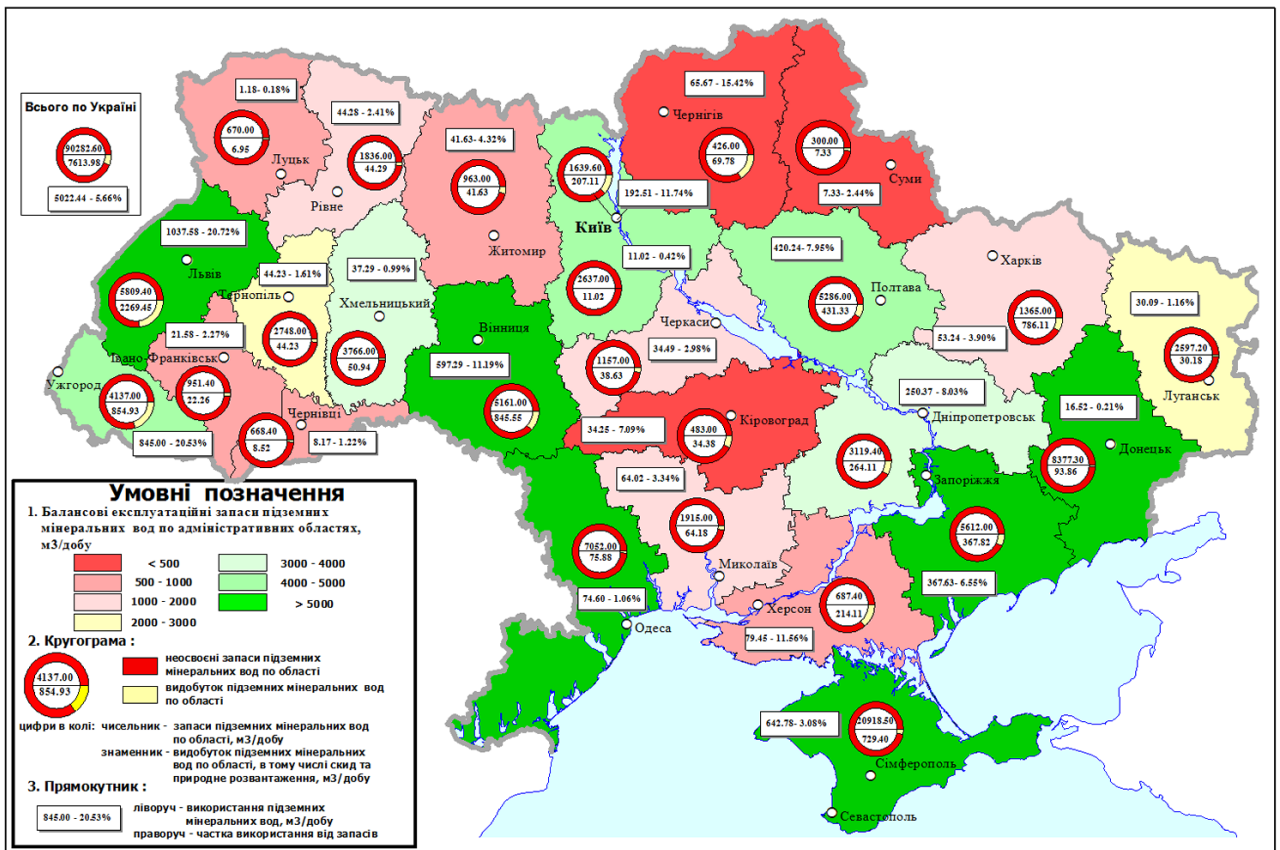 Всього по Україні
90282.60
7613.98
5022.44 - 5.66%
1.18- 0.18%
670.00
6.95
Луцьк
44.28 - 2.41%
1836.00
44.29
Рівне
41.63- 4.32%
963.00
41.63
Житомир
1639.60
207.11
192.51 - 11.74%
Київ
11.02 - 0.42%
2637.00
11.02
65.67 - 15.42%
Чернігів
426.00
69.78
300.00
7.33
Суми
7.33- 2.44%
1037.58 - 20.72%
Львів
5809.40
2269.45
44.23 - 1.61%
Тернопіль
2748.00
44.23
37.29 - 0.99%
Хмельницький
3766.00
50.94
Вінниця
597.29 - 11.19%
5161.00
845.55
420.24- 7.95%
Полтава
5286.00
431.33
Харків
1365.00
786.11
53.24 - 3.90%
30.09 - 1.16%
2597.20
30.18
Луганськ
21.58 - 2.27%
Івано-Франківськ
951.40
22.26
Ужгород
4137.00
854.93
845.00 - 20.53%
Чернівці
668.40
8.52
8.17 - 1.22%
Черкаси
34.49 - 2.98%
1157.00
38.63
34.25 - 7.09%
483.00
34.38
Кіровоград
250.37 - 8.03%
Дніпропетровськ
3119.40
264.11
16.52 - 0.21%
Донецьк
8377.30
93.86
Запоріжжя
5612.00
367.82
367.63- 6.55%
64.02 - 3.34%
1915.00
64.18
Миколаїв
7052.00
75.88
74.60 - 1.06%
Одеса
687.40
214.11
Херсон
79.45 - 11.56%
642.78- 3.08%
20918.50
729.40
Сімферополь
Севастополь
Умовні позначення
1. Балансові експлуатаційні запаси підземних
мінеральних вод по адміністративних областях,
м3/добу
< 500
500 - 1000
1000 - 2000
2000 - 3000
3000 - 4000
4000 - 5000
> 5000
2. Кругограма :
4137.00
854.93
неосвоєні запаси підземних
мінеральних вод по області
видобуток підземних мінеральних вод
по області
цифри в колі: чисельник - запаси підземних мінеральних вод
по області, м3/добу
знаменник - видобуток підземних мінеральних
вод по області, в тому числі скид та
природне розвантаження, м3/добу
3. Прямокутник :
845.00 - 20.53%
ліворуч - використання підземних
мінеральних вод, м3/добу
праворуч - частка використання від запасів